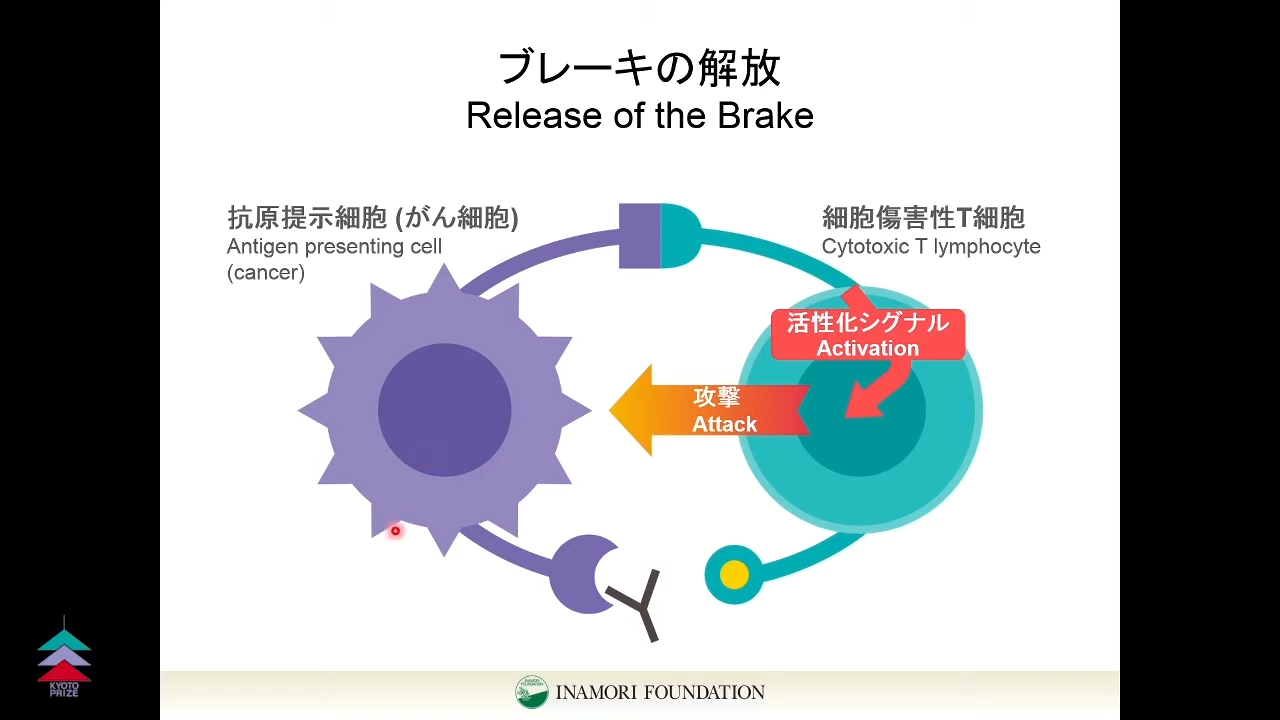 ブレーキの解放
Release of the Brake
抗原提示細胞 (がん細胞)
Antigen presenting cell
(cancer)
細胞傷害性T細胞
Cytotoxic T lymphocyte
活性化シグナル
Activation
攻撃
Attack
KYOTO
PRIZE
INAMORI
FOUNDATION
INAMORI FOUNDATION